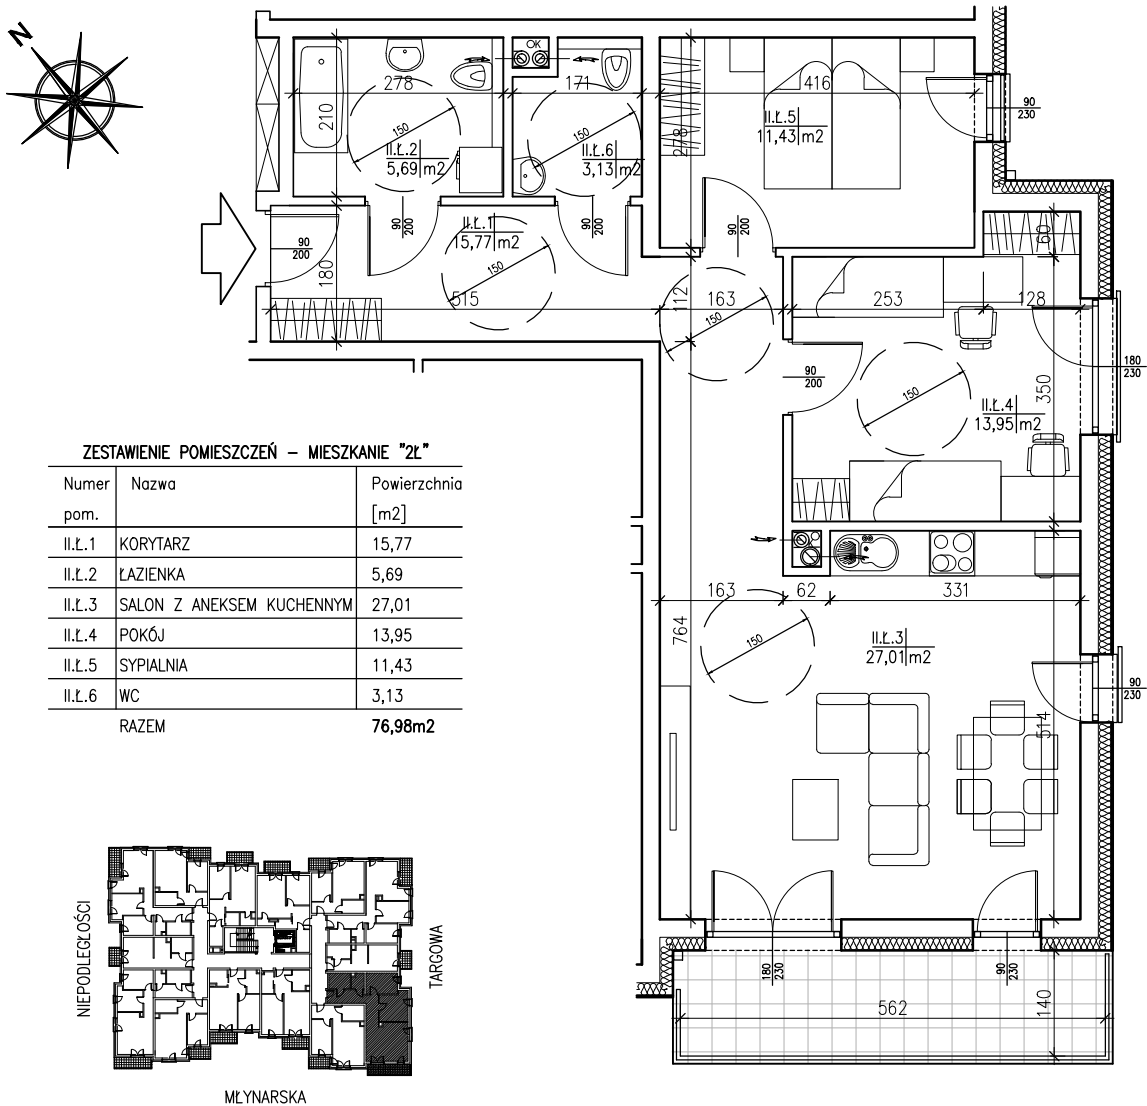 N
OK
278
171
416
210
150
II.Ł.2
5,69 m2
150
II.Ł.6
3,13 m2
278
II.Ł.5
11,43 m2
90
230
90
200
90
200
90
200
90
200
II.Ł.1
15,77 m2
150
180
515
112
163
150
60
253
128
90
200
180
230
350
150
II.Ł.4
13,95 m2
ZESTAWIENIE POMIESZCZEŃ – MIESZKANIE "2Ł"
Numer pom. Nazwa Powierzchnia [m2]
II.Ł.1 KORYTARZ 15,77
II.Ł.2 ŁAZIENKA 5,69
II.Ł.3 SALON Z ANEKSEM KUCHENNYM 27,01
II.Ł.4 POKÓJ 13,95
II.Ł.5 SYPIALNIA 11,43
II.Ł.6 WC 3,13
RAZEM 76,98m2
163
62
331
764
150
II.Ł.3
27,01 m2
90
230
514
180
230
90
230
562
140
NIEPODLEGŁOŚCI
TARGOWA
MŁYNARSKA